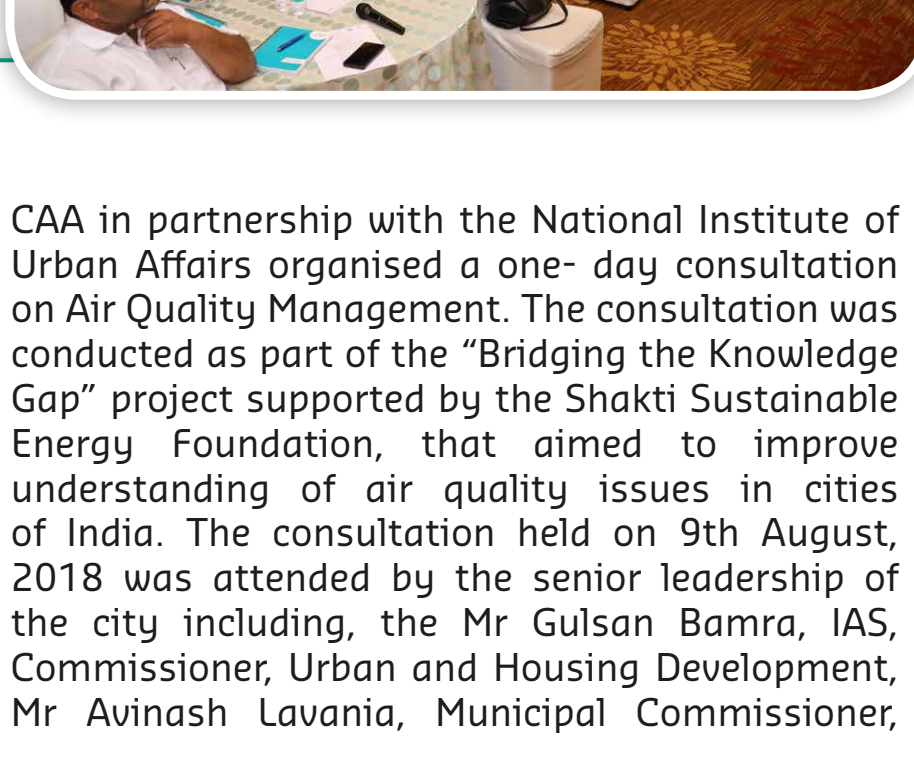 CAA in partnership with the National Institute of
Urban Affairs organised a one- day consultation
on Air Quality Management. The consultation was
conducted as part of the “Bridging the Knowledge
Gap” project supported by the Shakti Sustainable
Energy Foundation, that aimed to improve
understanding of air quality issues in cities
of India. The consultation held on 9th August,
2018 was attended by the senior leadership of
the city including, the Mr Gulsan Bamra, IAS,
Commissioner, Urban and Housing Development,
Mr Avinash Lavania, Municipal Commissioner,